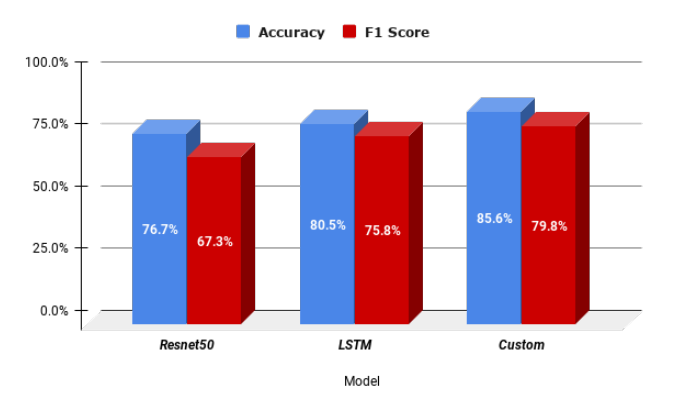 Accuracy F1 Score
100.0%
75.0%
50.0%
25.0%
0.0%
76.7% 67.3% 80.5% 75.8% 85.6% 79.8%
Resnet50 LSTM Custom
Model